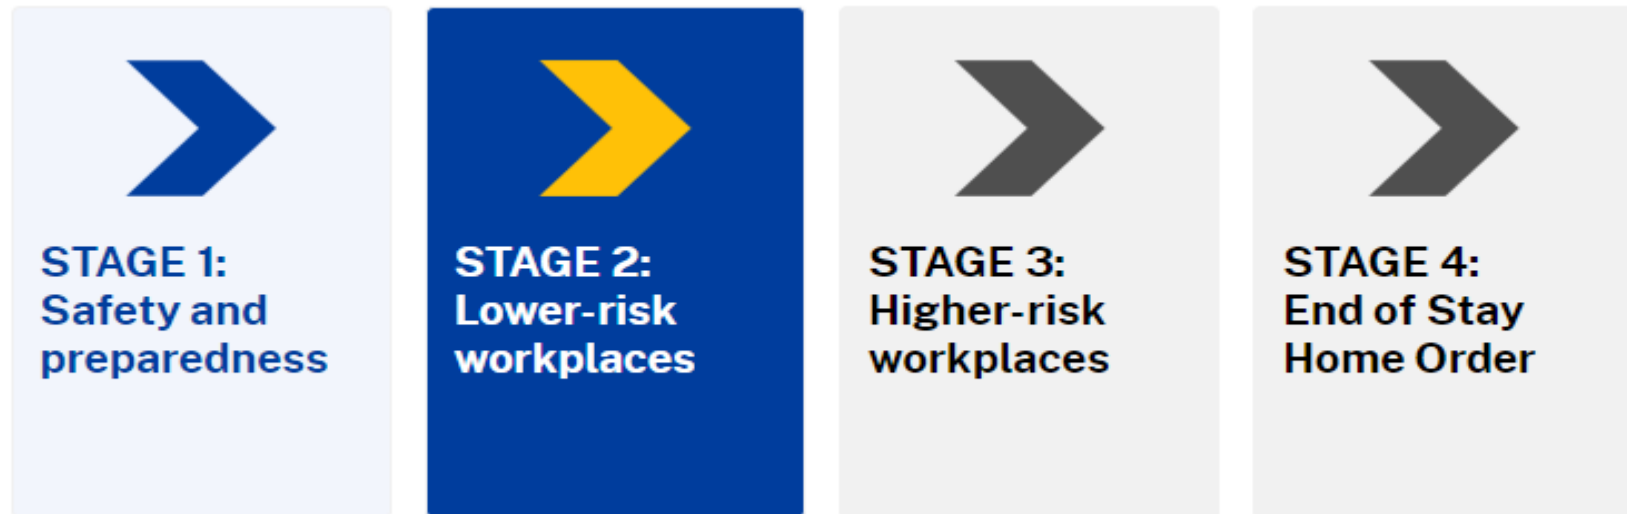 STAGE 1:
Safety and
preparedness
STAGE 2:
Lower-risk
workplaces
STAGE 3:
Higher-risk
workplaces
STAGE 4:
End of Stay
Home Order